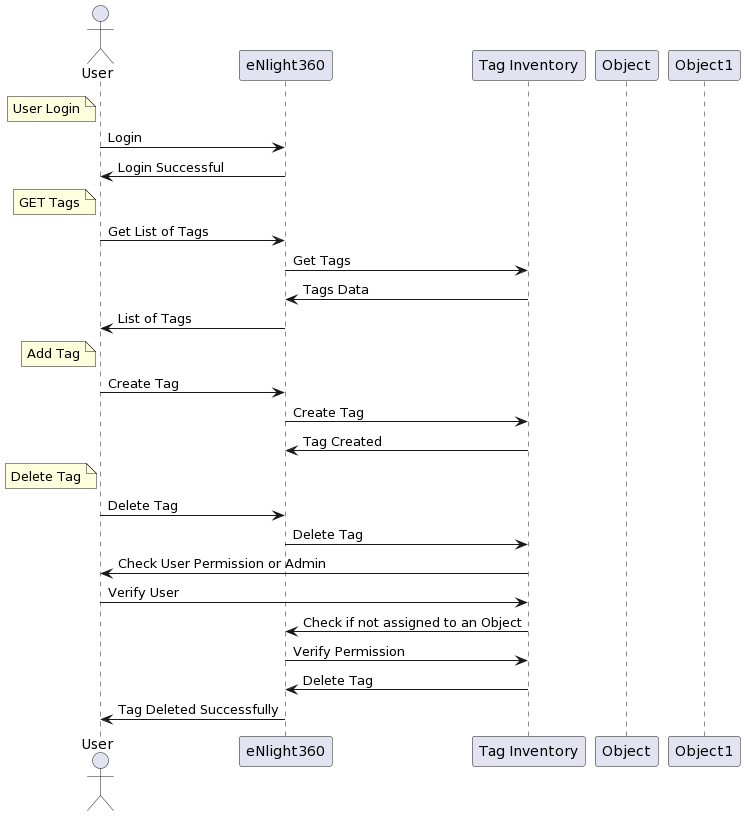 User
eNlight360
Tag Inventory
Object
Object1
User Login
Login
Login Successful
GET Tags
Get List of Tags
Get Tags
Tags Data
List of Tags
Add Tag
Create Tag
Create Tag
Tag Created
Delete Tag
Delete Tag
Delete Tag
Check User Permission or Admin
Verify User
Check if not assigned to an Object
Verify Permission
Delete Tag
Tag Deleted Successfully
User
eNlight360
Tag Inventory
Object
Object1